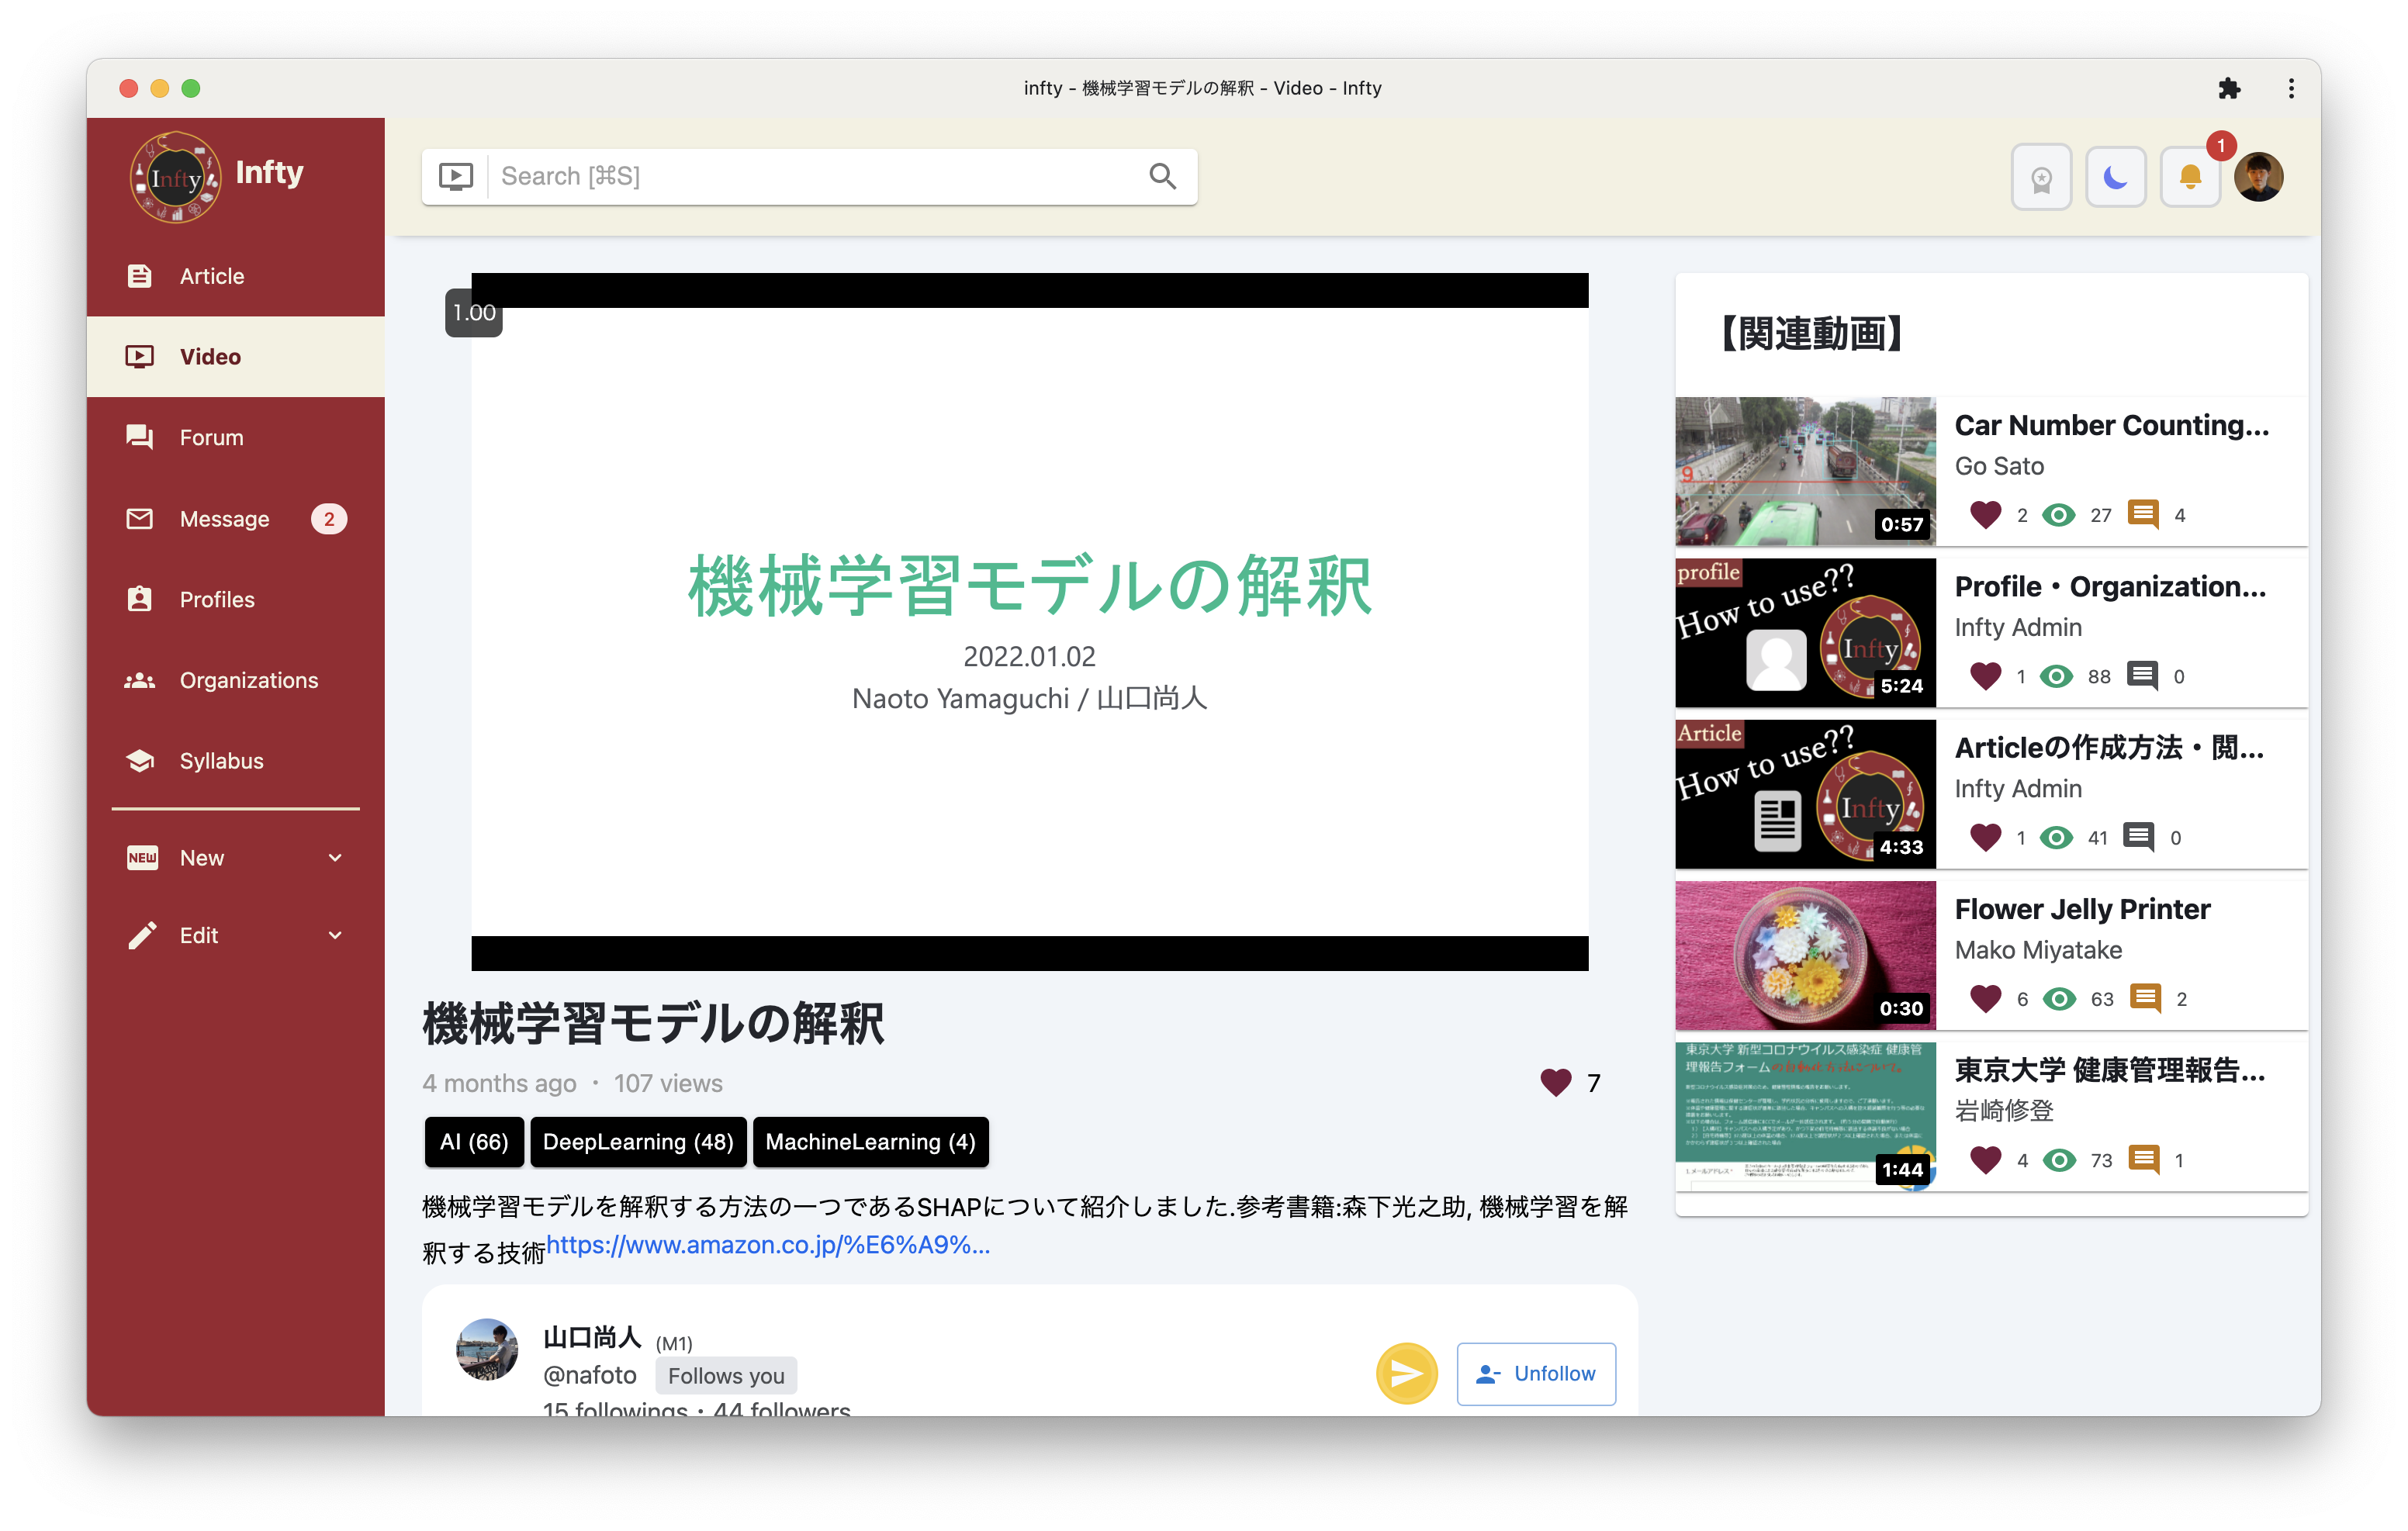 infty - 機械学習モデルの解釈 - Video - Infty
Infty
Infty
Search [⌘S]
1
Article
Video
Forum
Message 2
Profiles
Organizations
Syllabus
NEW New
Edit
1.00
機械学習モデルの解釈
2022.01.02
Naoto Yamaguchi / 山口尚人
機械学習モデルの解釈
4 months ago ・ 107 views
7
AI (66) DeepLearning (48) MachineLearning (4)
機械学習モデルを解釈する方法の一つであるSHAPについて紹介しました.参考書籍:森下光之助, 機械学習を解
釈する技術https://www.amazon.co.jp/%E6%A9%...
山口尚人 (M1)
@nafoto Follows you
15 followings・44 followers
Unfollow
【関連動画】
9
0:57
Car Number Counting...
Go Sato
2 27 4
profile
How to use??
Infty
5:24
Profile・Organization...
Infty Admin
1 88 0
Article
How to use??
Infty
4:33
Articleの作成方法・閲...
Infty Admin
1 41 0
0:30
Flower Jelly Printer
Mako Miyatake
6 63 2
東京大学 新型コロナウイルス感染症 健康管
理報告フォームの自動化方法について。
1:44
東京大学 健康管理報告...
岩崎修登
4 73 1